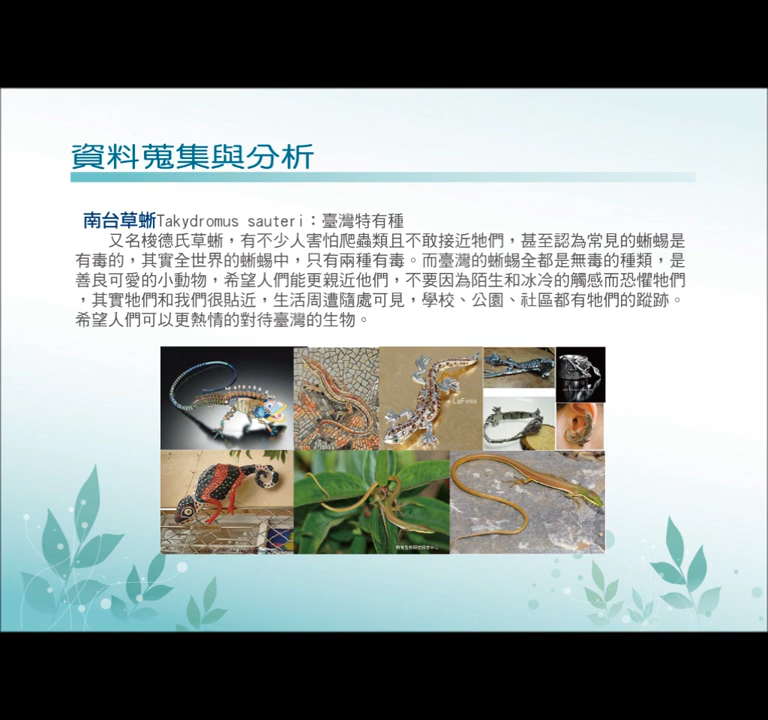 資料蒐集與分析
南台草蜥Takydromus sauteri：臺灣特有種
又名梭德氏草蜥，有不少人害怕爬蟲類且不敢接近牠們，甚至認為常見的蜥蜴是
有毒的，其實全世界的蜥蜴中，只有兩種有毒。而臺灣的蜥蜴全都是無毒的種類，是
善良可愛的小動物，希望人們能更親近他們，不要因為陌生和冰冷的觸感而恐懼牠們
，其實牠們和我們很貼近，生活周遭隨處可見，學校、公園、社區都有牠們的蹤跡。
希望人們可以更熱情的對待臺灣的生物。
LaFinke